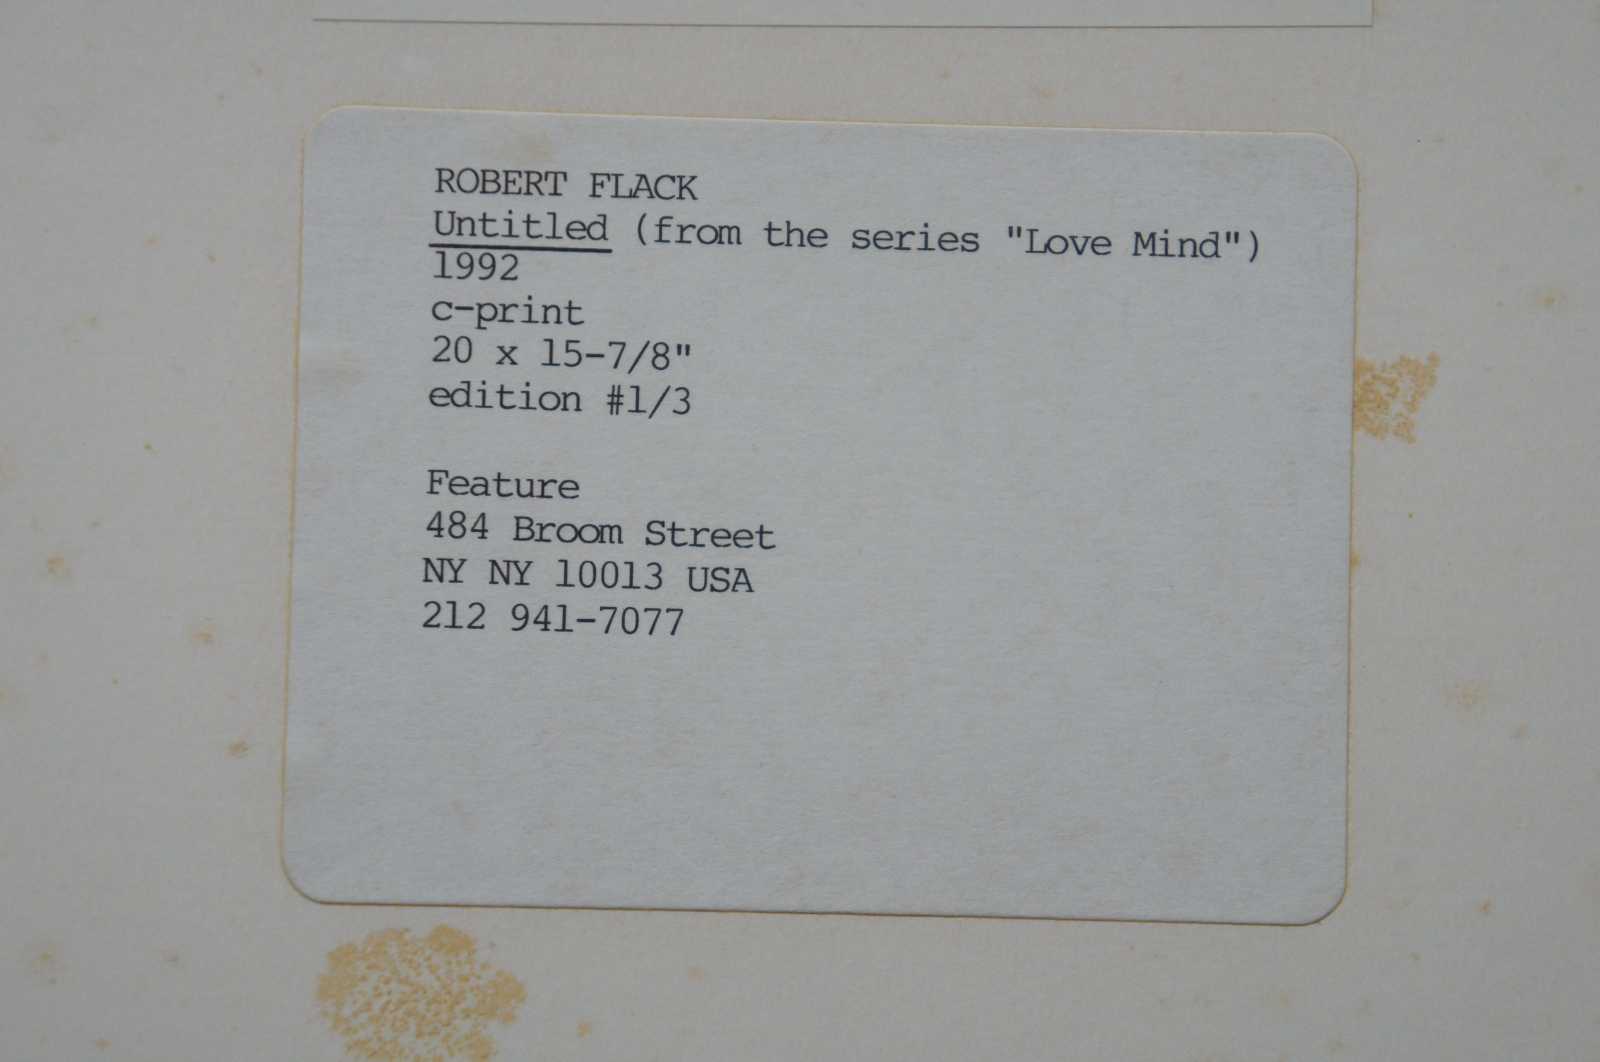 ROBERT FLACK
Untitled (from the series "Love Mind")
1992
c-print
20 x 15-7/8"
edition #1/3
Feature
484 Broom Street
NY NY 10013 USA
212 941-7077